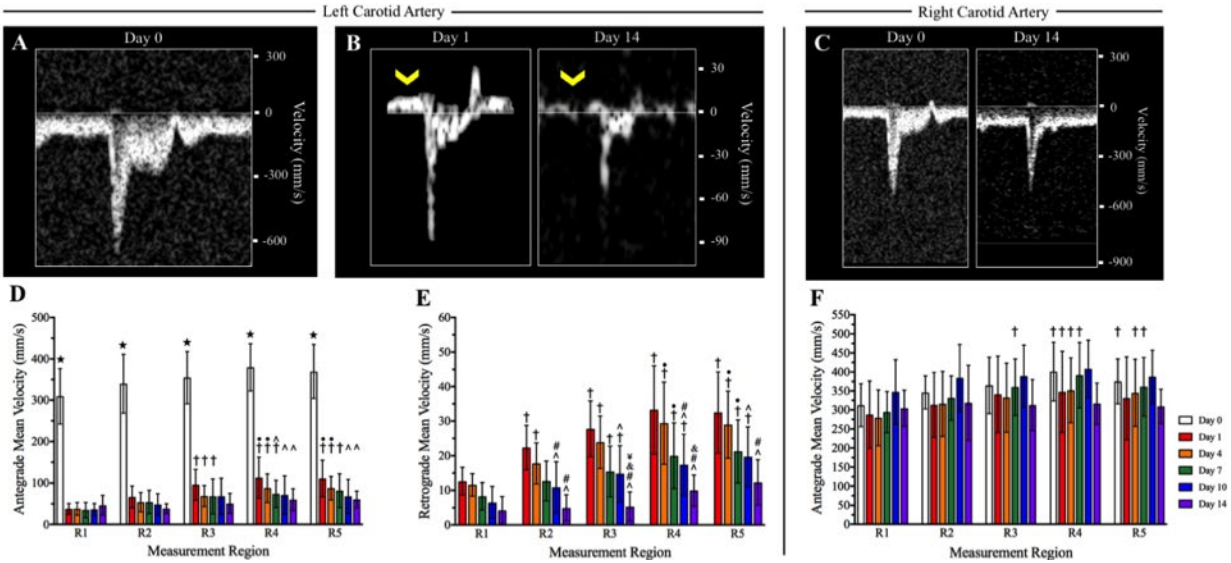 Left Carotid Artery
Right Carotid Artery
A
Day 0
300
0
-300
-600
Velocity (mm/s)
B
Day 1
Day 14
30
0
-30
-60
-90
Velocity (mm/s)
C
Day 0
Day 14
300
0
-300
-600
-900
Velocity (mm/s)
D
Antegrade Mean Velocity (mm/s)
500
400
300
200
100
0
★ ★ ★ ★ ★
††† 
• • ^
†††^^
• •
†††^^
R1 R2 R3 R4 R5
Measurement Region
E
Retrograde Mean Velocity (mm/s)
60
50
40
30
20
10
0
R1 R2 R3 R4 R5
Measurement Region
F
Antegrade Mean Velocity (mm/s)
550
500
450
400
350
300
250
200
150
100
50
0
† †††† † ††
R1 R2 R3 R4 R5
Measurement Region
Day 0
Day 1
Day 4
Day 7
Day 10
Day 14